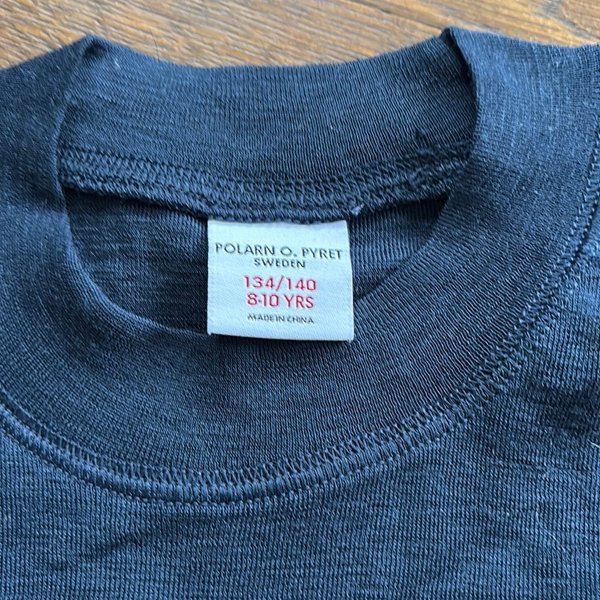 POLARN O. PYRET
SWEDEN
134/140
8-10 YRS
MADE IN CHINA